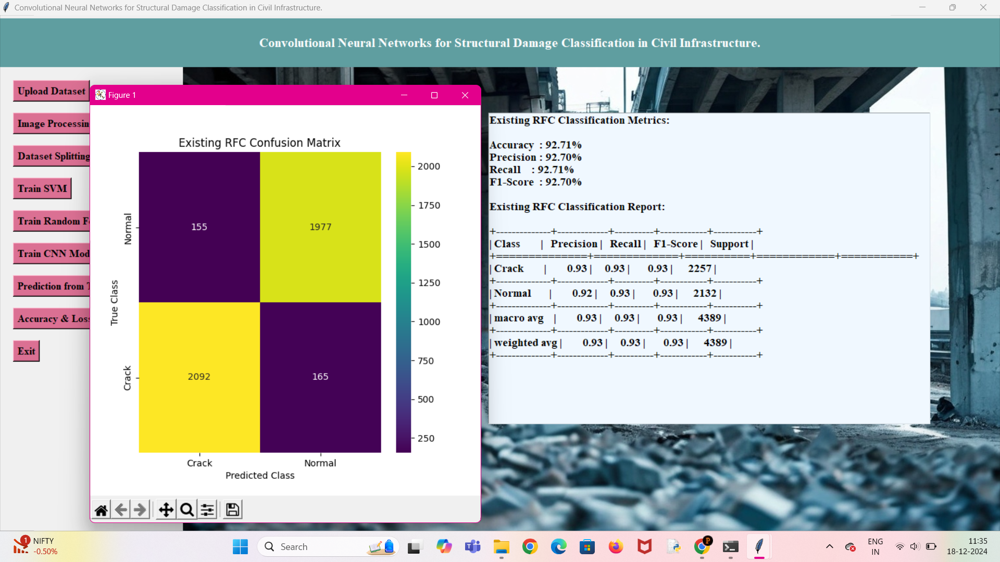 Convolutional Neural Networks for Structural Damage Classification in Civil Infrastructure.
Convolutional Neural Networks for Structural Damage Classification in Civil Infrastructure.
Upload Dataset
Image Processin
Dataset Splitting
Train SVM
Train Random F
Train CNN Mod
Prediction from T
Accuracy & Loss
Exit
Figure 1
Existing RFC Confusion Matrix
155 1977
2092 165
Normal
Crack
True Class
Crack Normal
Predicted Class
2000
1750
1500
1250
1000
750
500
250
Existing RFC Classification Metrics:
Accuracy : 92.71%
Precision : 92.70%
Recall : 92.71%
F1-Score : 92.70%
Existing RFC Classification Report:
+--------------+-------------+----------+------------+-----------+
| Class | Precision | Recall | F1-Score | Support |
+==============+=============+==========+============+===========+
| Crack | 0.93 | 0.93 | 0.93 | 2257 |
+--------------+-------------+----------+------------+-----------+
| Normal | 0.92 | 0.93 | 0.93 | 2132 |
+--------------+-------------+----------+------------+-----------+
| macro avg | 0.93 | 0.93 | 0.93 | 4389 |
+--------------+-------------+----------+------------+-----------+
| weighted avg | 0.93 | 0.93 | 0.93 | 4389 |
+--------------+-------------+----------+------------+-----------+
1
NIFTY
-0.50%
Search
P
ENG
IN
11:35
18-12-2024